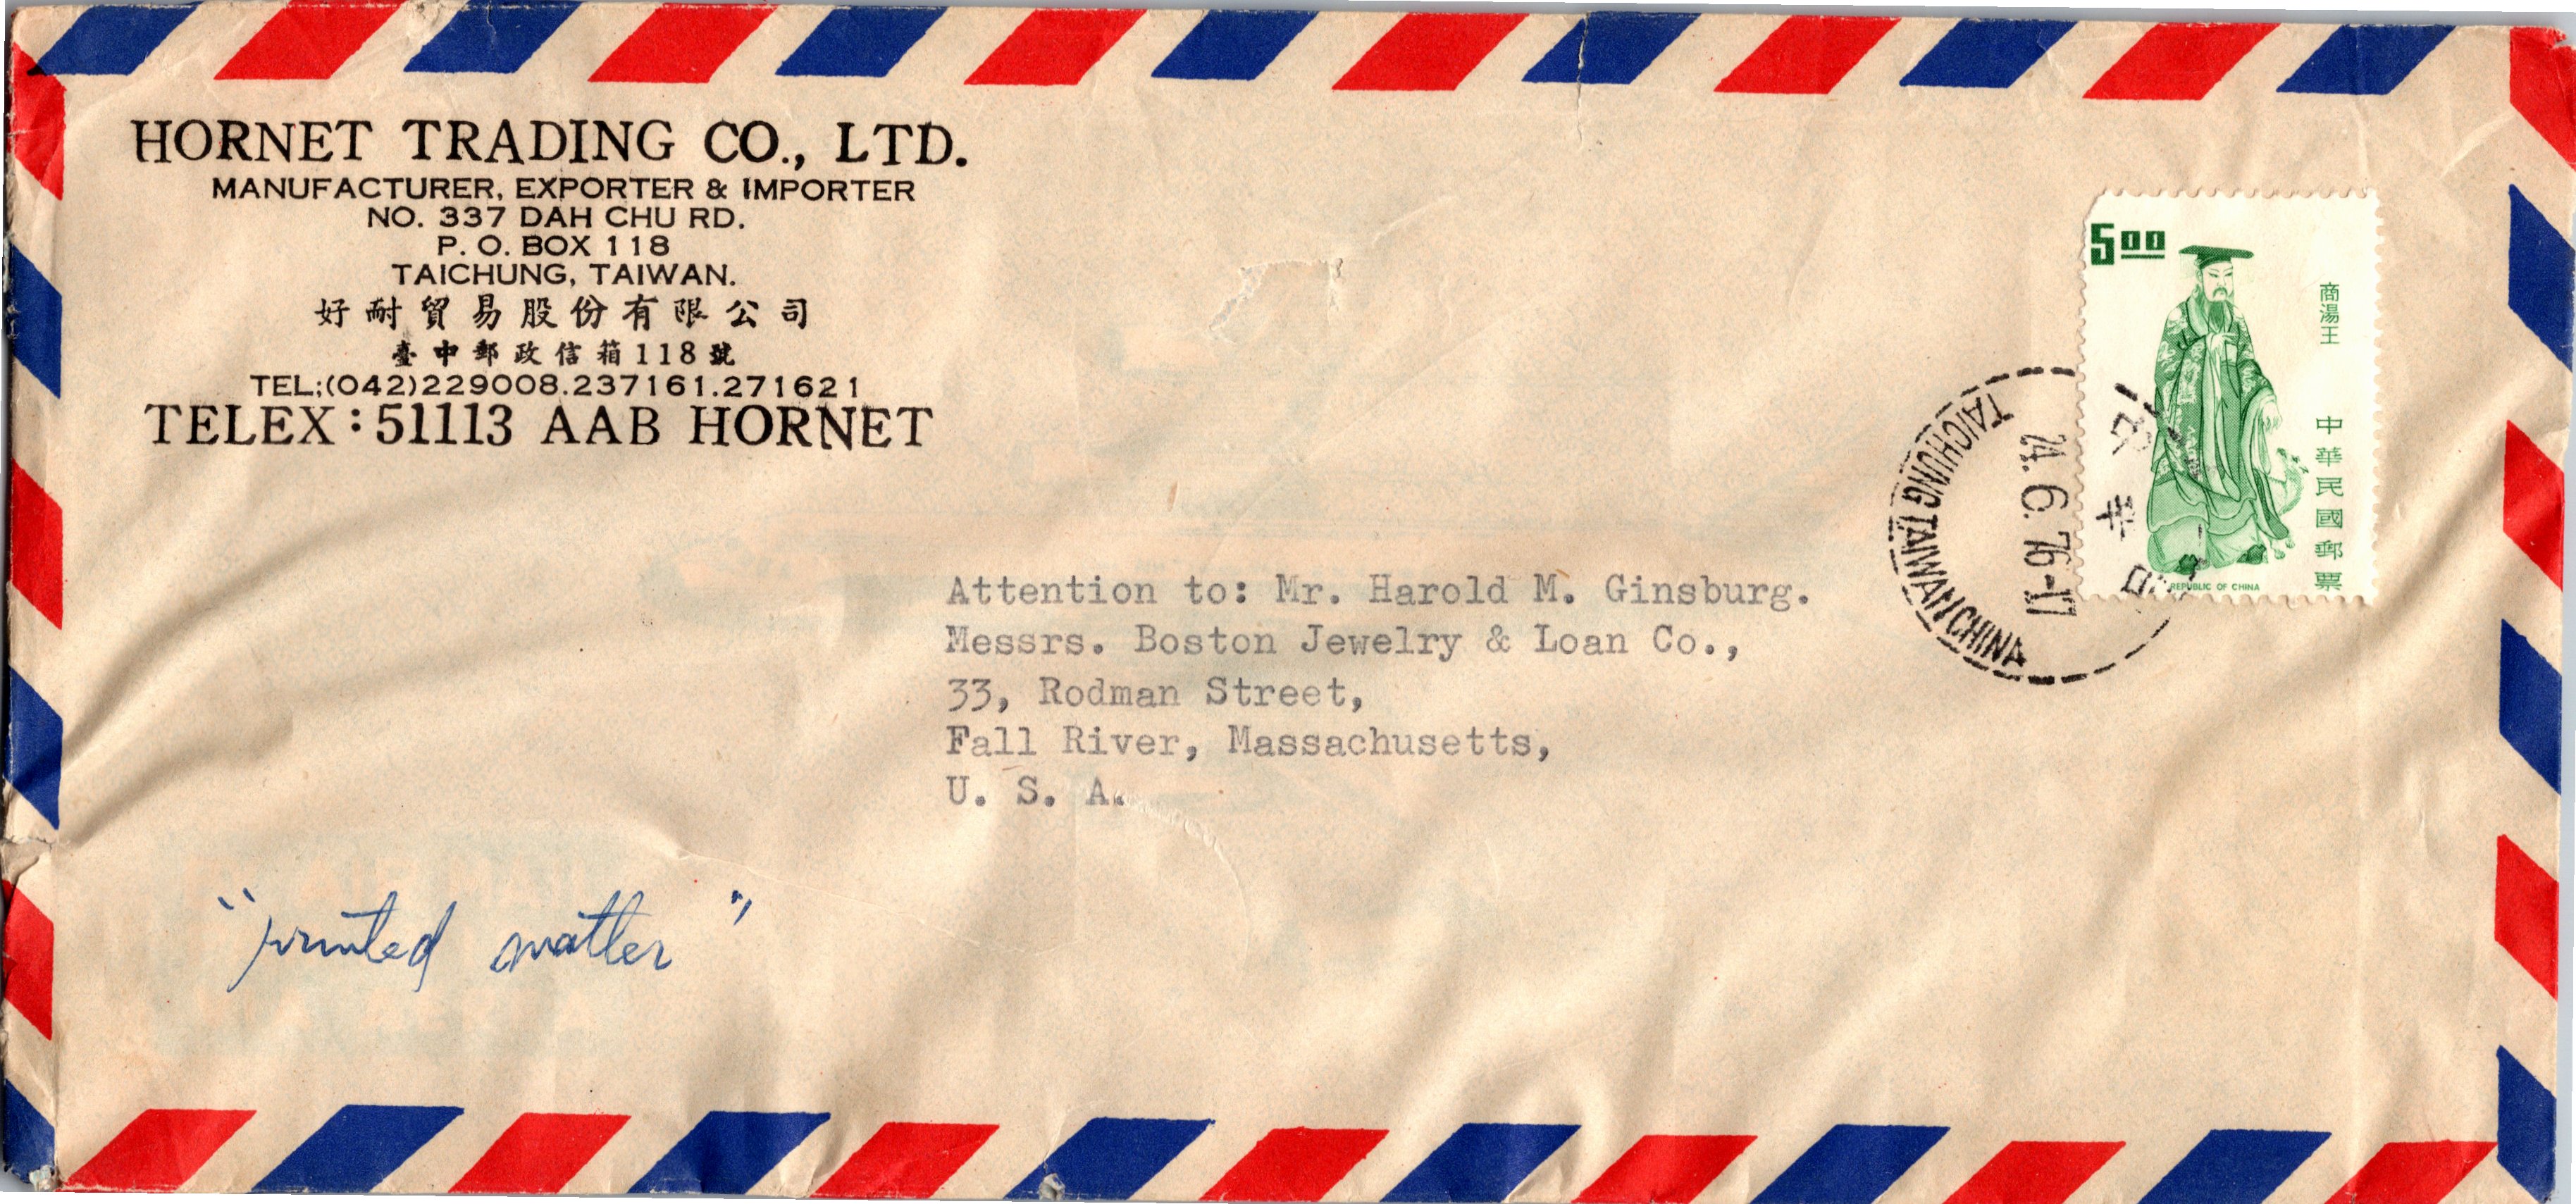 HORNET TRADING CO., LTD.
MANUFACTURER, EXPORTER & IMPORTER
NO. 337 DAH CHU RD.
P. O. BOX 118
TAICHUNG, TAIWAN.
好耐貿易股份有限公司
臺中郵政信箱118號
TEL;(042)229008.237161.271621
TELEX : 51113 AAB HORNET
500
商湯王
中華民國郵票
REPUBLIC OF CHINA
TAICHUNG TAIWAN CHINA
24. 6. 76-17
Attention to: Mr. Harold M. Ginsburg.
Messrs. Boston Jewelry & Loan Co.,
33, Rodman Street,
Fall River, Massachusetts,
U. S. A.
"printed matter"